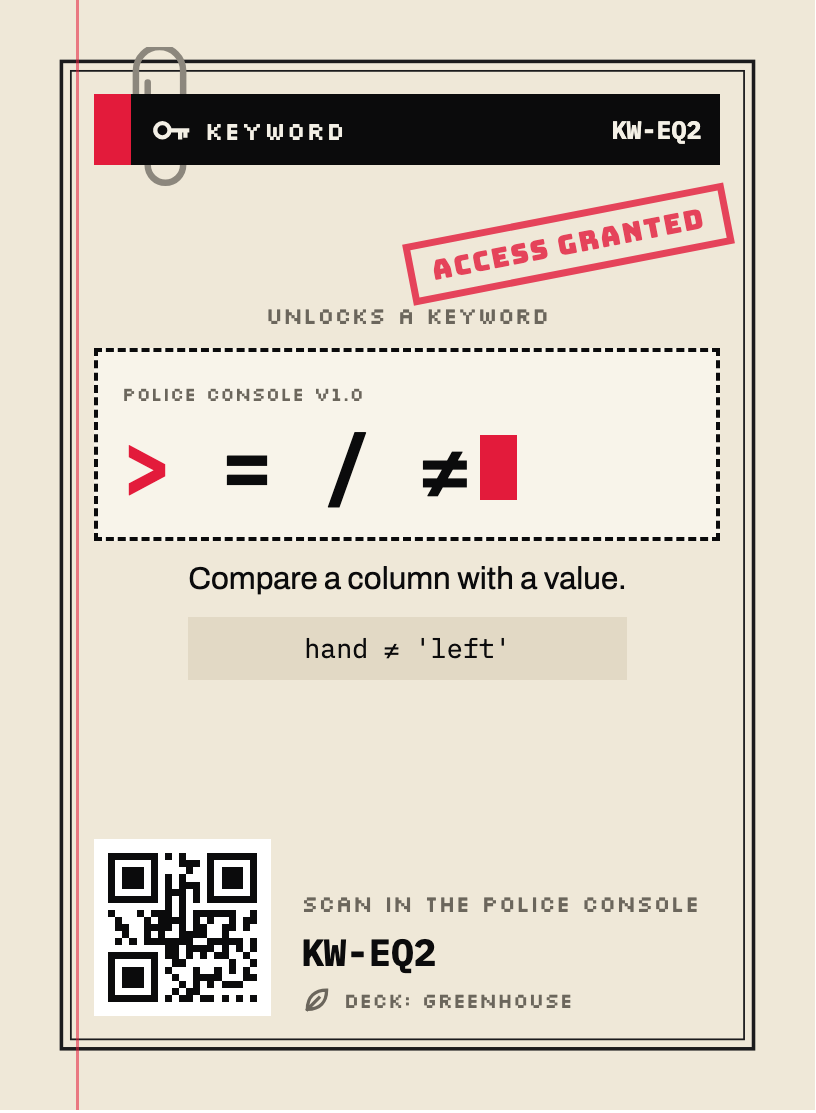 KEYWORD
KW-EQ2
ACCESS GRANTED
UNLOCKS A KEYWORD
POLICE CONSOLE V1.0
> = / ≠
Compare a column with a value.
hand ≠ 'left'
SCAN IN THE POLICE CONSOLE
KW-EQ2
DECK: GREENHOUSE